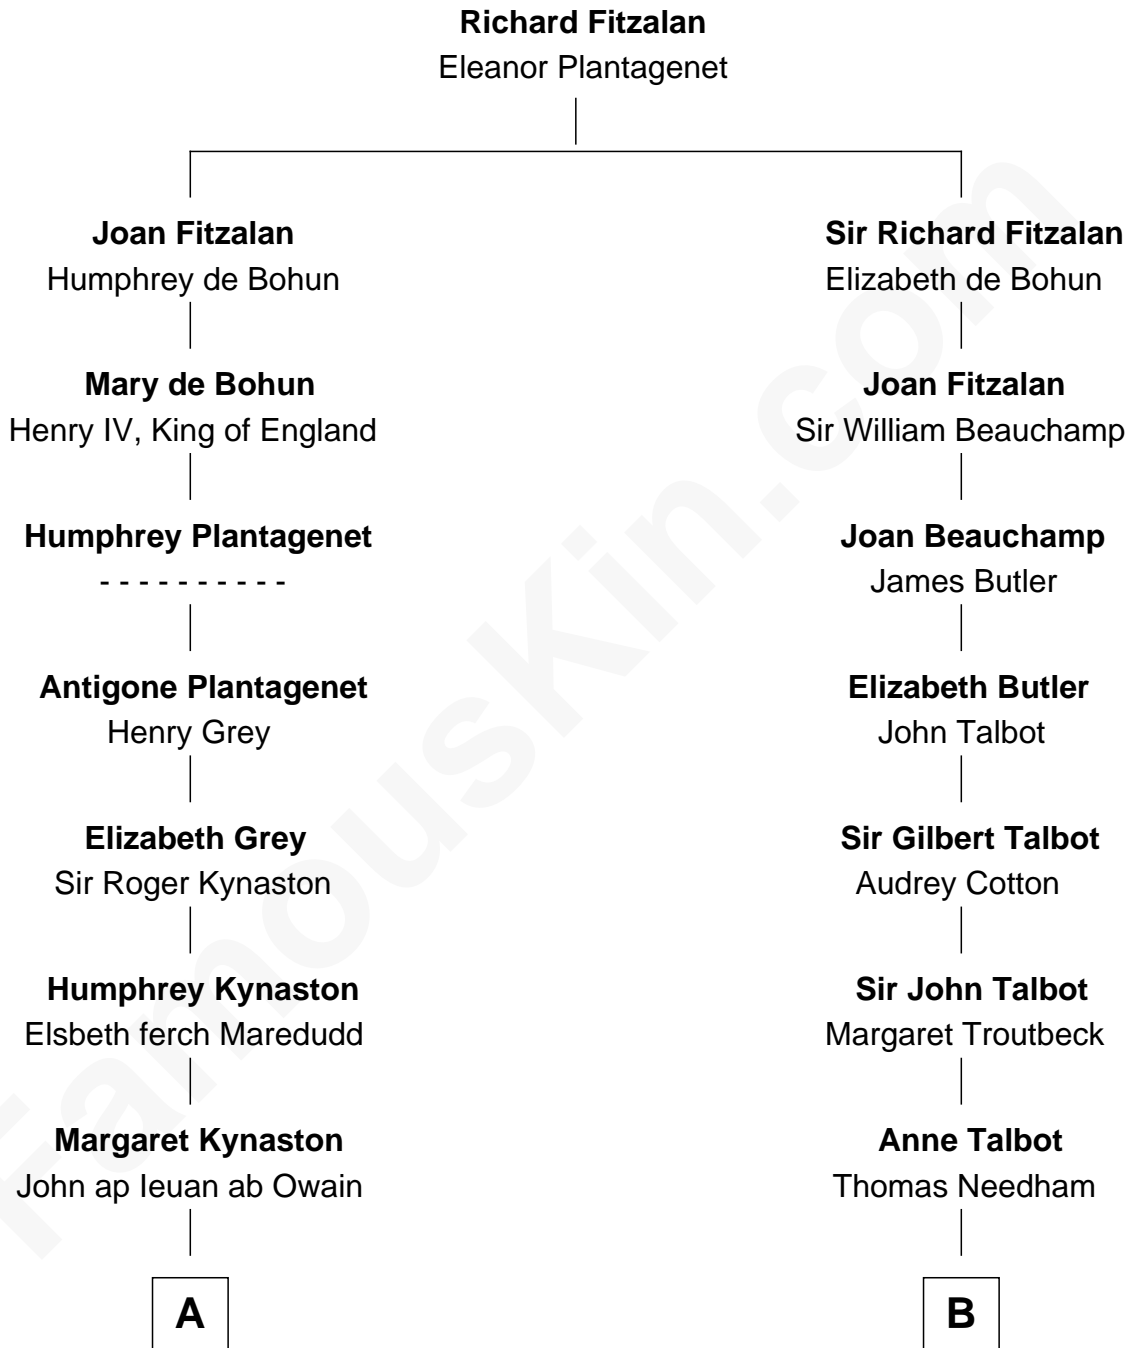 Richard Fitzalan
Eleanor Plantagenet
Joan Fitzalan
Humphrey de Bohun
Sir Richard Fitzalan
Elizabeth de Bohun
Mary de Bohun
Henry IV, King of England
Joan Fitzalan
Sir William Beauchamp
Humphrey Plantagenet
- - - - - - - - - -
Joan Beauchamp
James Butler
Antigone Plantagenet
Henry Grey
Elizabeth Butler
John Talbot
Elizabeth Grey
Sir Roger Kynaston
Sir Gilbert Talbot
Audrey Cotton
Humphrey Kynaston
Elsbeth ferch Maredudd
Sir John Talbot
Margaret Troutbeck
Margaret Kynaston
John ap Ieuan ab Owain
Anne Talbot
Thomas Needham
A
B
FamousKin.com